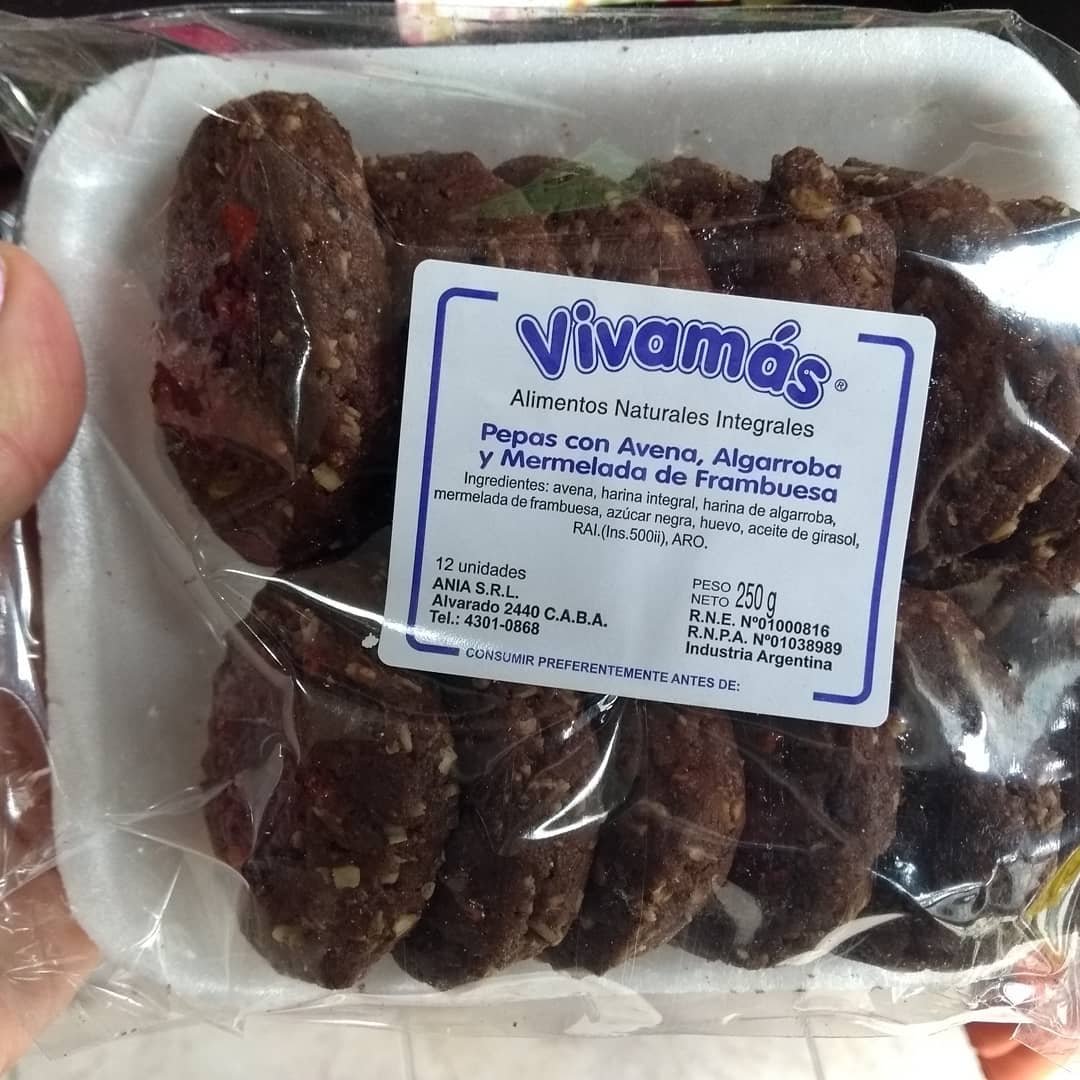 Vivamás®
Alimentos Naturales Integrales
Pepas con Avena, Algarroba
y Mermelada de Frambuesa
Ingredientes: avena, harina integral, harina de algarroba,
mermelada de frambuesa, azúcar negra, huevo, aceite de girasol,
RAI.(Ins.500ii), ARO.
12 unidades
ANIA S.R.L.
Alvarado 2440 C.A.B.A.
Tel.: 4301-0868
PESO
NETO 250 g
R.N.E. Nº01000816
R.N.P.A. Nº01038989
Industria Argentina
CONSUMIR PREFERENTEMENTE ANTES DE: